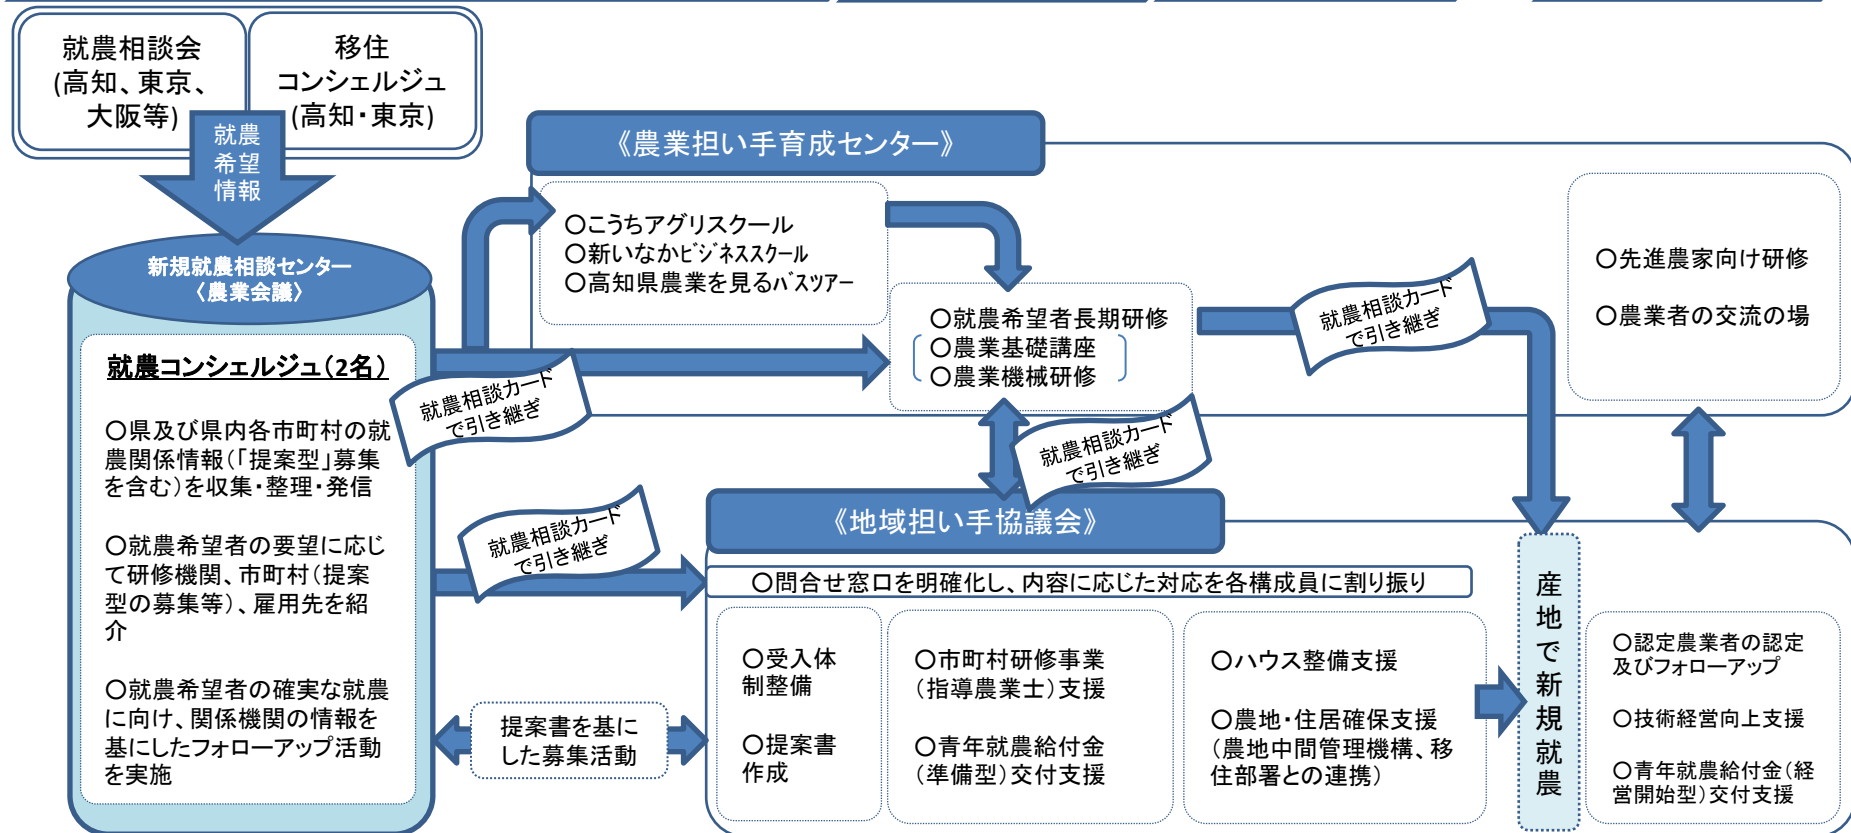 就農相談会
(高知、東京、
大阪等)
移住
コンシェルジュ
(高知・東京)
就農
希望
情報
新規就農相談センター
〈農業会議〉
就農コンシェルジュ(2名)
○県及び県内各市町村の就
農関係情報(「提案型」募集
を含む)を収集・整理・発信
○就農希望者の要望に応じ
て研修機関、市町村(提案
型の募集等)、雇用先を紹
介
○就農希望者の確実な就農
に向け、関係機関の情報を
基にしたフォローアップ活動
を実施
《農業担い手育成センター》
○こうちアグリスクール
○新いなかビジネススクール
○高知県農業を見るバスツアー
○就農希望者長期研修
○農業基礎講座
○農業機械研修
就農相談カード
で引き継ぎ
就農相談カード
で引き継ぎ
就農相談カード
で引き継ぎ
就農相談カード
で引き継ぎ
○先進農家向け研修
○農業者の交流の場
《地域担い手協議会》
○問合せ窓口を明確化し、内容に応じた対応を各構成員に割り振り
○受入体
制整備
○提案書
作成
○市町村研修事業
(指導農業士)支援
○青年就農給付金
(準備型)交付支援
○ハウス整備支援
○農地・住居確保支援
(農地中間管理機構、移
住部署との連携)
提案書を基に
した募集活動
産地で新規就農
○認定農業者の認定
及びフォローアップ
○技術経営向上支援
○青年就農給付金(経
営開始型)交付支援